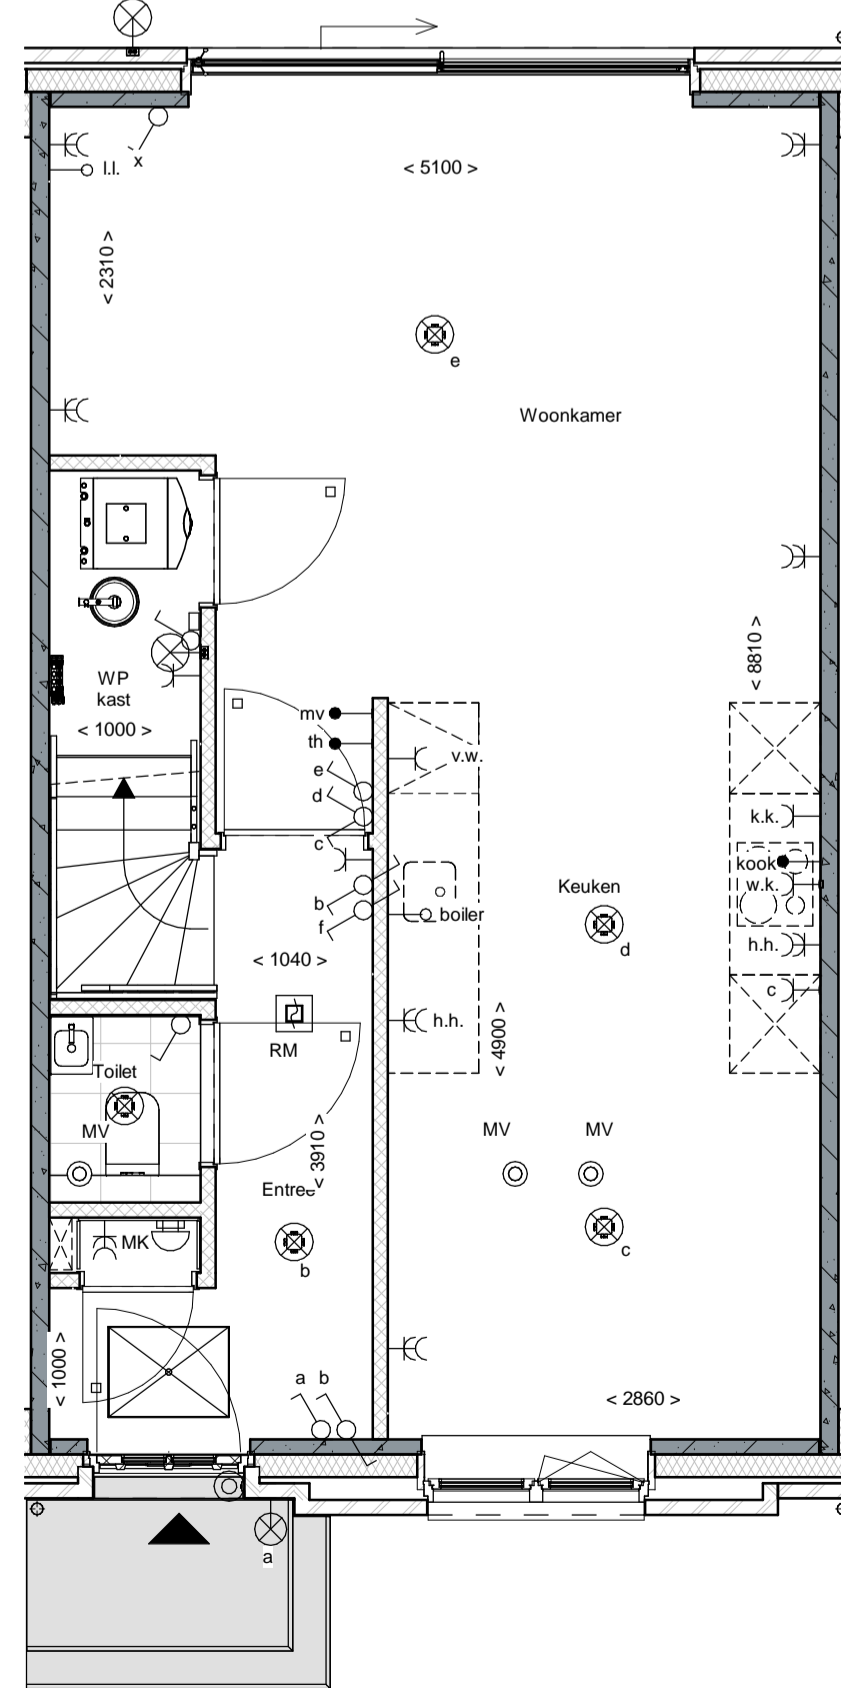 x
l.l.
< 5100 >
< 2310 >
e
Woonkamer
< 8810 >
WP
kast
< 1000 >
mv
th
e
d
c
b
f
v.w.
k.k.
kook
w.k.
h.h.
c
Keuken
boiler
d
< 1040 >
h.h.
< 4900 >
RM
Toilet
MV
< 3910 >
MV
MV
Entree
MK
b
c
< 1000 >
a
b
< 2860 >
a